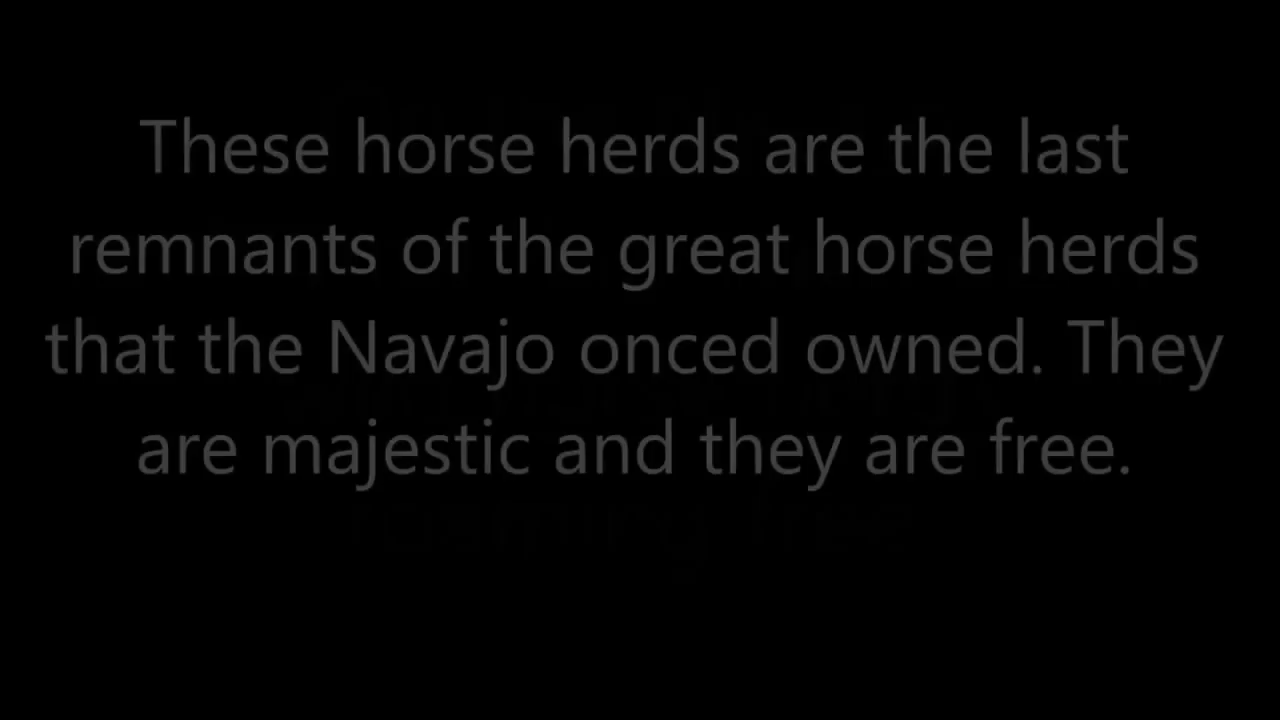 These horse herds are the last
remnants of the great horse herds
that the Navajo onced owned. They
are majestic and they are free.